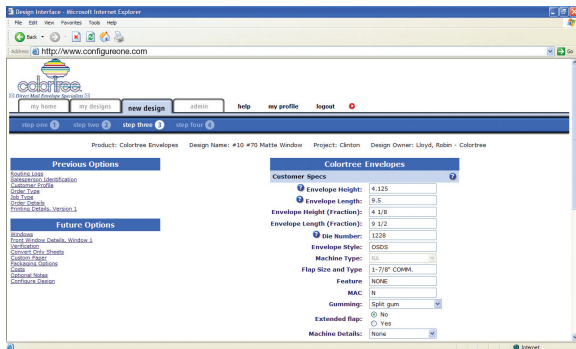 Design Interface - Microsoft Internet Explorer
File Edit View Favorites Tools Help
Back
Address http://www.configureone.com Go
colortree
Direct Mail Envelope Specialists
my home my designs new design admin help my profile logout
step one 1 step two 2 step three 3 step four 4
Product: Colortree Envelopes Design Name: #10 #70 Matte Window Project: Clinton Design Owner: Lloyd, Robin - Colortree
Previous Options
Routing Logs
Salesperson Identification
Customer Profile
Order Type
Job Type
Order Details
Printing Details, Version 1
Future Options
Windows
Front Window Details, Window 1
Verification
Convert Only Sheets
Custom Paper
Packaging Options
Costs
Optional Notes
Configure Design
Colortree Envelopes
Customer Specs ?
? Envelope Height: 4.125
? Envelope Length: 9.5
Envelope Height (Fraction): 4 1/8
Envelope Length (Fraction): 9 1/2
? Die Number: 1228
Envelope Style: OSDS
Machine Type: RA
Flap Size and Type 1-7/8" COMM.
Feature NONE
MAC N
Gumming: Split gum
Extended flap: No
Yes
Machine Details: None
Internet